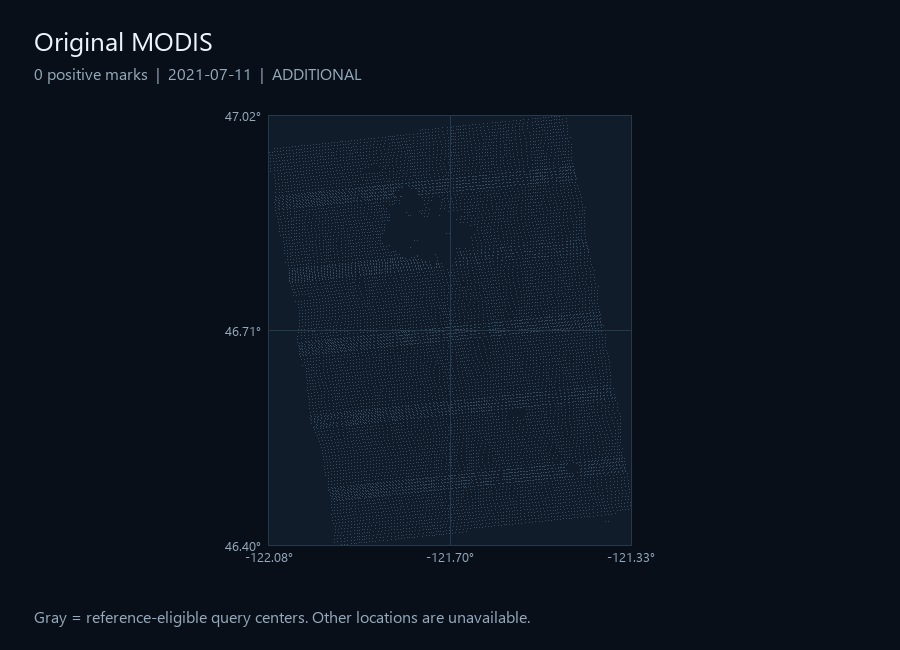 Original MODIS
0 positive marks | 2021-07-11 | ADDITIONAL
47.02°
46.71°
46.40°
-122.08° -121.70° -121.33°
Gray = reference-eligible query centers. Other locations are unavailable.